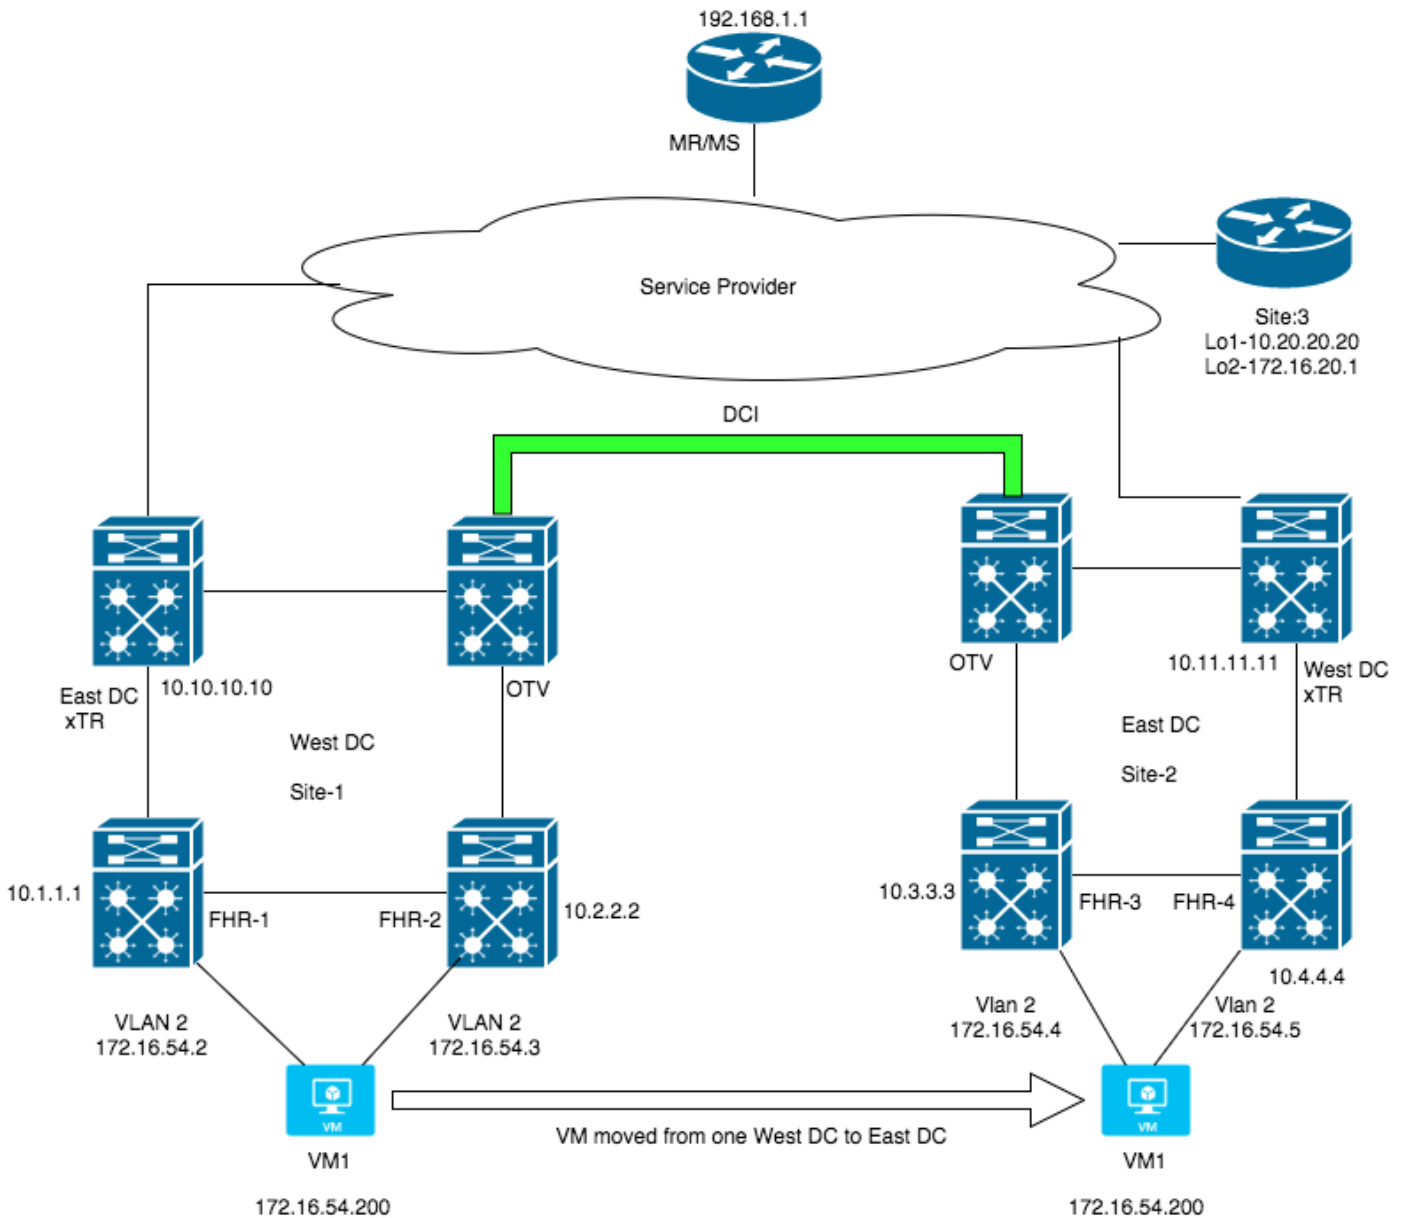 192.168.1.1
MR/MS
Service Provider
Site:3
Lo1-10.20.20.20
Lo2-172.16.20.1
DCI
East DC
xTR
10.10.10.10
OTV
West DC
Site-1
OTV
10.11.11.11
West DC
xTR
East DC
Site-2
10.1.1.1
FHR-1
FHR-2
10.2.2.2
10.3.3.3
FHR-3
FHR-4
10.4.4.4
VLAN 2
172.16.54.2
VLAN 2
172.16.54.3
Vlan 2
172.16.54.4
Vlan 2
172.16.54.5
VM
VM
VM moved from one West DC to East DC
VM1
172.16.54.200
VM1
172.16.54.200